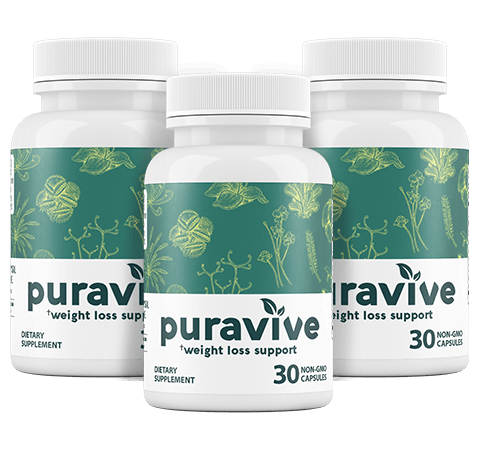 puravive
†weight loss support
DIETARY
SUPPLEMENT
puravive
†weight loss support
DIETARY
SUPPLEMENT
30 NON-GMO
CAPSULES
uravive
weight loss support
30 NON-GMO
CAPSULES